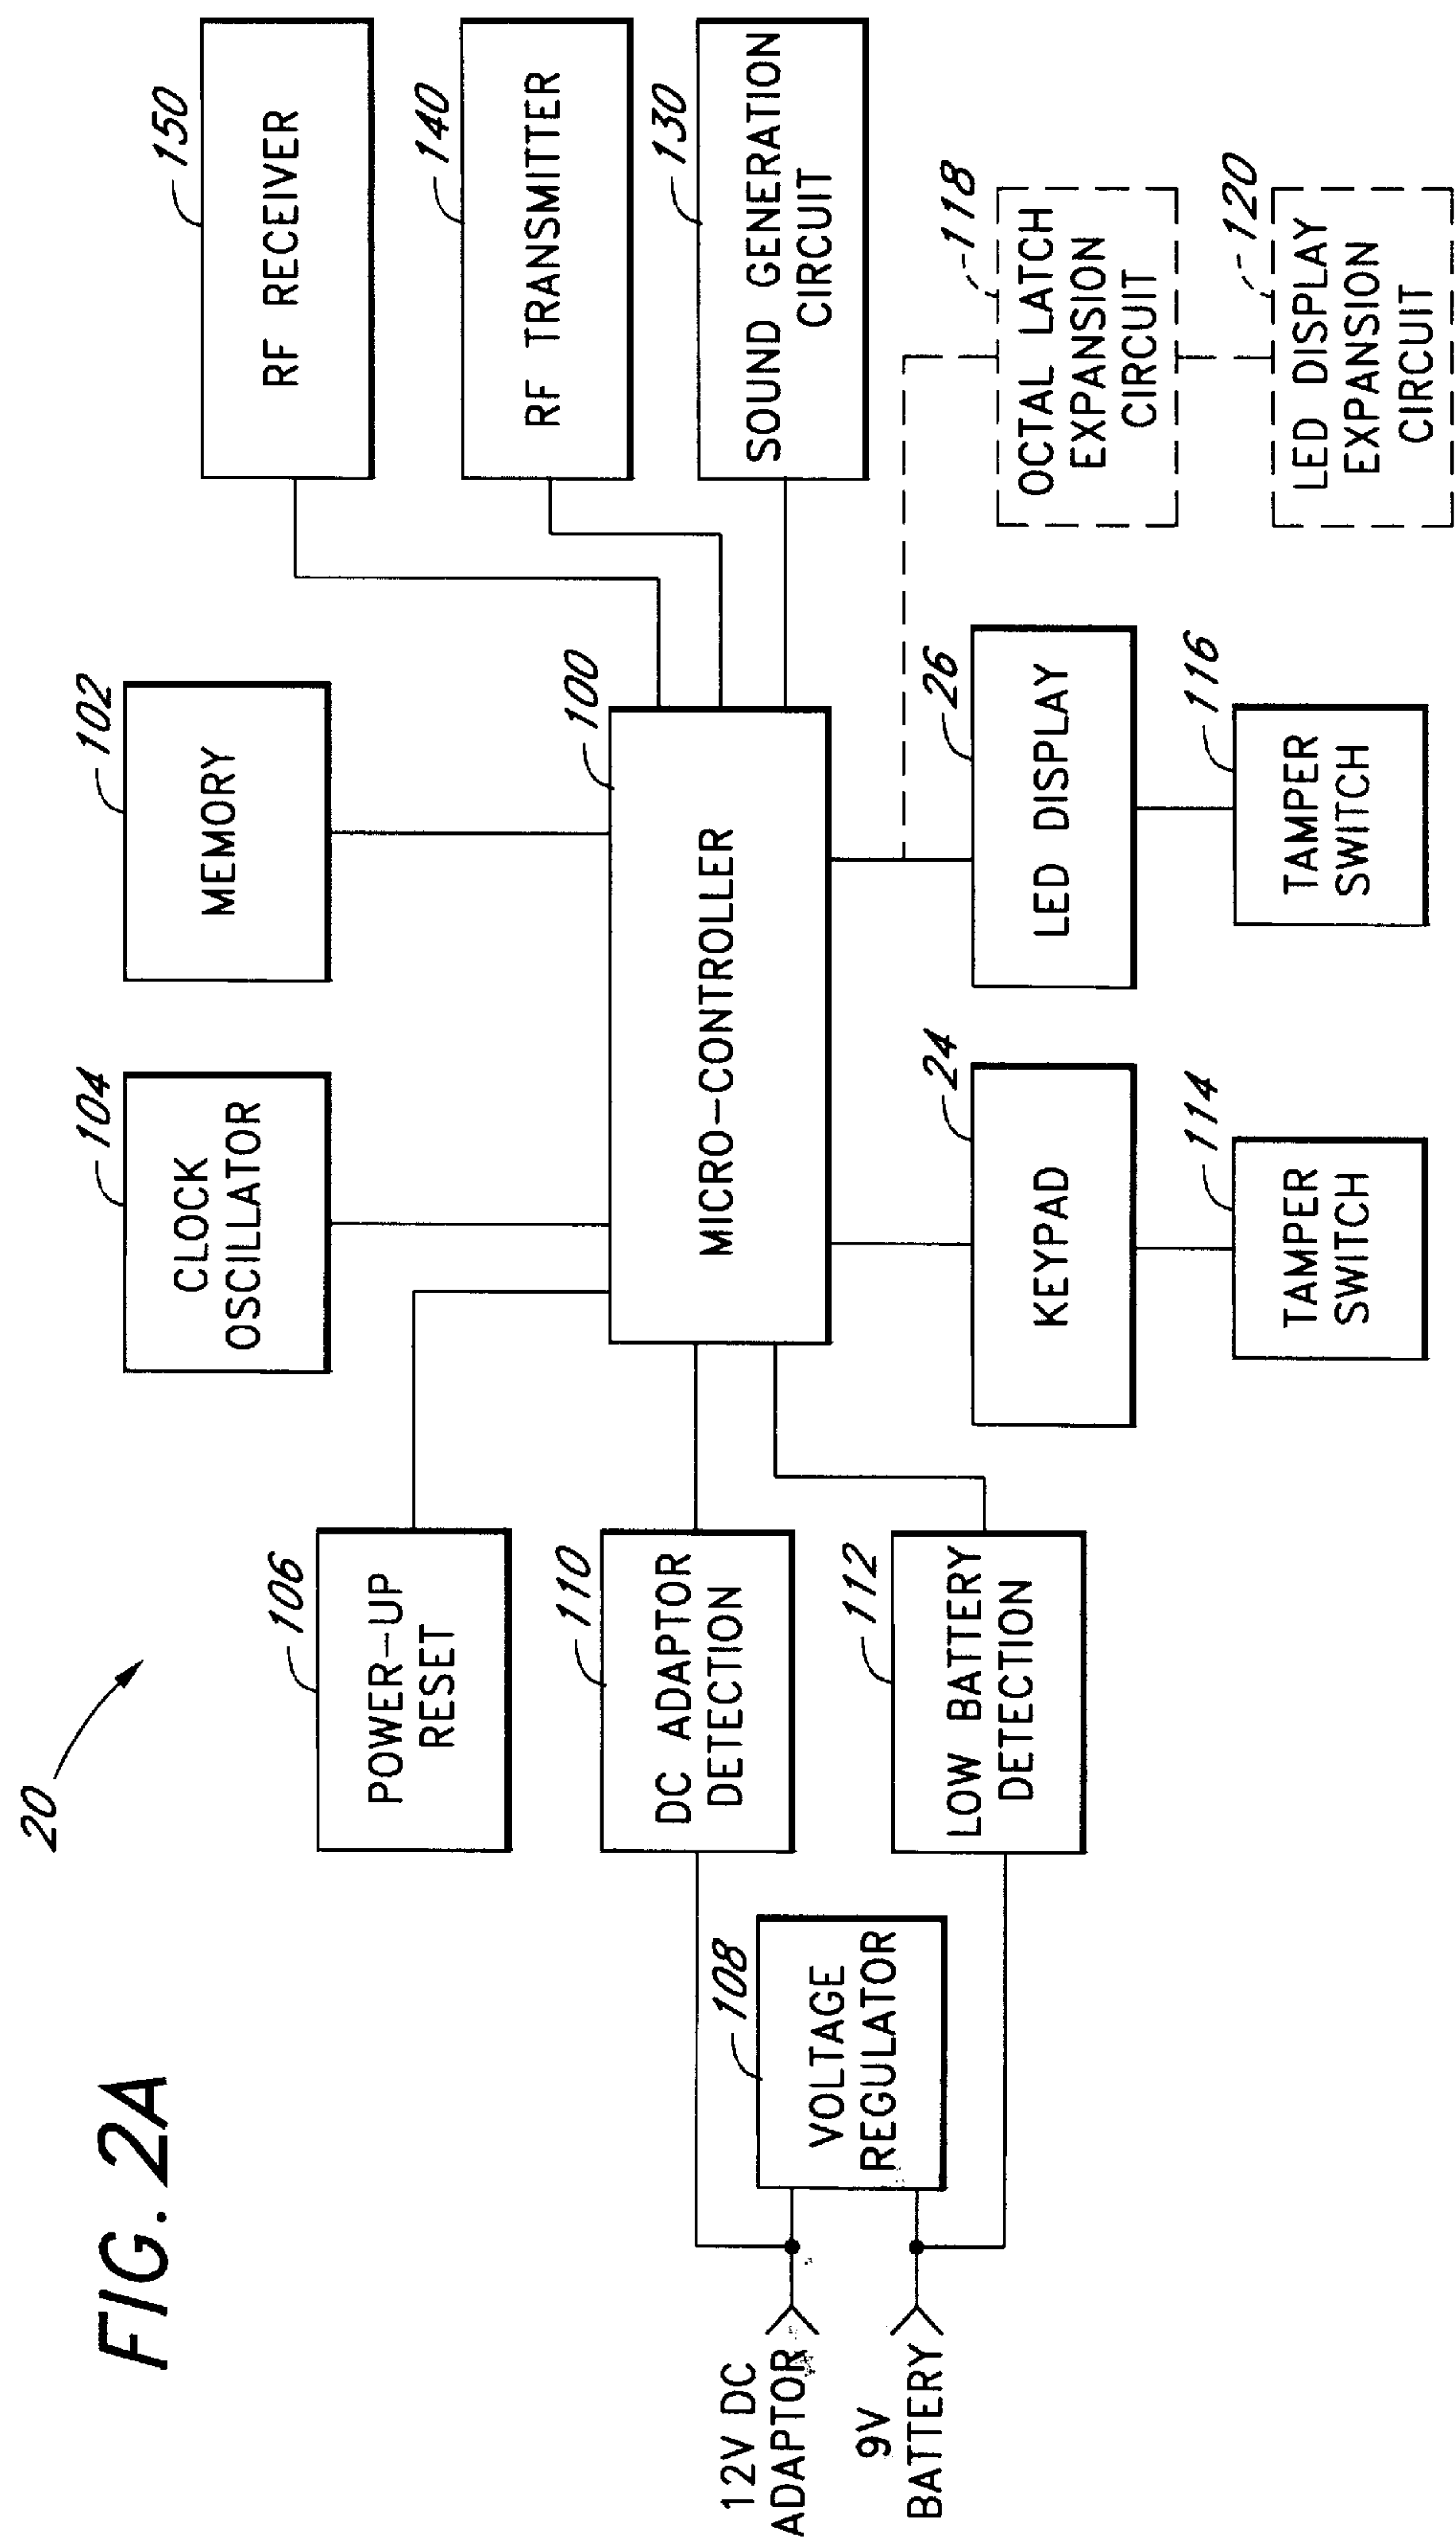 FIG. 2A
20
104
CLOCK
OSCILLATOR
102
MEMORY
150
RF RECEIVER
106
POWER-UP
RESET
140
RF TRANSMITTER
110
DC ADAPTOR
DETECTION
100
MICRO-CONTROLLER
130
SOUND GENERATION
CIRCUIT
12V DC
ADAPTOR
9V
BATTERY
108
VOLTAGE
REGULATOR
112
LOW BATTERY
DETECTION
24
KEYPAD
26
LED DISPLAY
118
OCTAL LATCH
EXPANSION
CIRCUIT
114
TAMPER
SWITCH
116
TAMPER
SWITCH
120
LED DISPLAY
EXPANSION
CIRCUIT